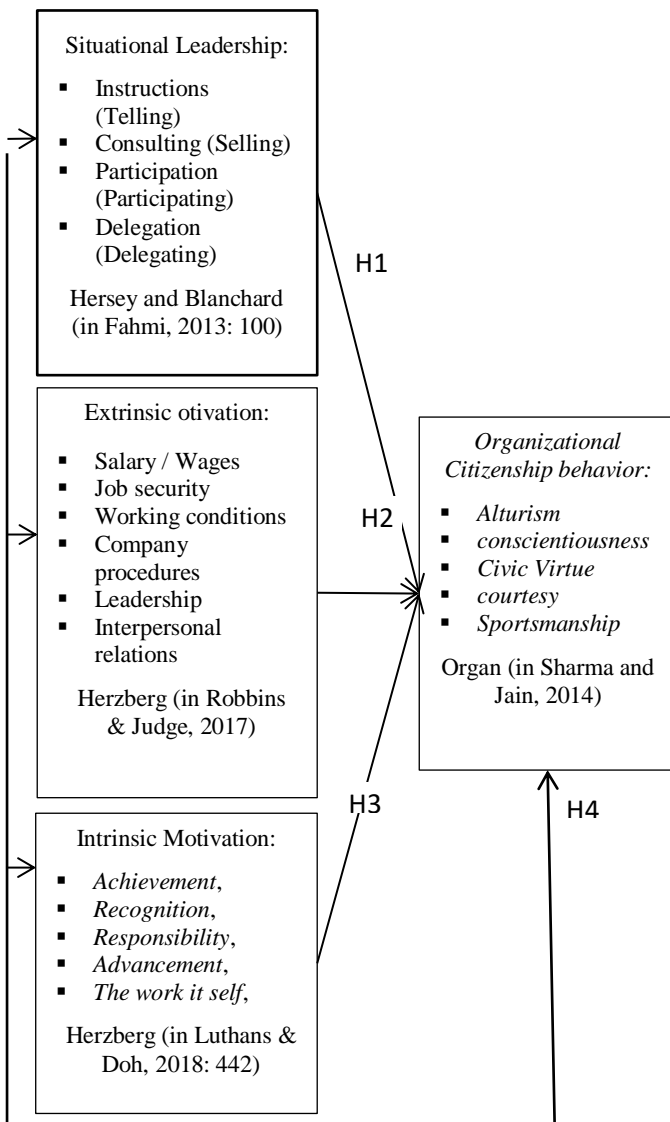 Situational Leadership:
▪ Instructions
(Telling)
▪ Consulting (Selling)
▪ Participation
(Participating)
▪ Delegation
(Delegating)
Hersey and Blanchard
(in Fahmi, 2013: 100)
H1
Extrinsic otivation:
▪ Salary / Wages
▪ Job security
▪ Working conditions
▪ Company
procedures
▪ Leadership
▪ Interpersonal
relations
Herzberg (in Robbins
& Judge, 2017)
H2
Organizational
Citizenship behavior:
▪ Alturism
▪ conscientiousness
▪ Civic Virtue
▪ courtesy
▪ Sportsmanship
Organ (in Sharma and
Jain, 2014)
H3
H4
Intrinsic Motivation:
▪ Achievement,
▪ Recognition,
▪ Responsibility,
▪ Advancement,
▪ The work it self,
Herzberg (in Luthans &
Doh, 2018: 442)